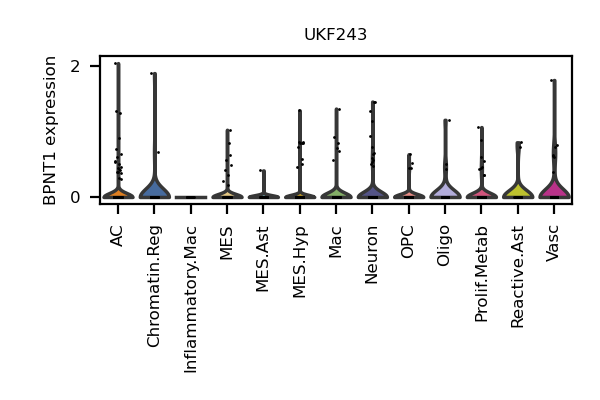 UKF243
BPNT1 expression
2
0
AC
Chromatin.Reg
Inflammatory.Mac
MES
MES.Ast
MES.Hyp
Mac
Neuron
OPC
Oligo
Prolif.Metab
Reactive.Ast
Vasc